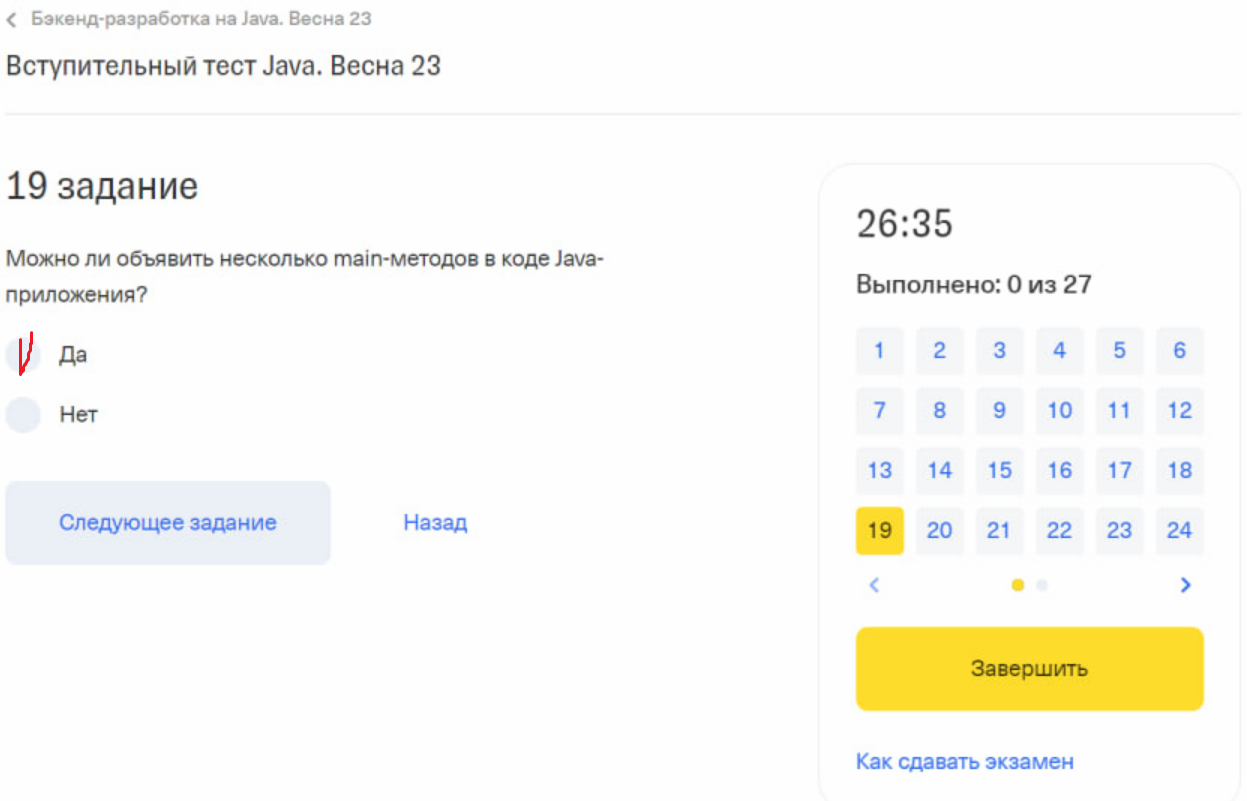 Бэкенд-разработка на Java. Весна 23
Вступительный тест Java. Весна 23
19 задание
Можно ли объявить несколько main-методов в коде Java-
приложения?
Да
Нет
Следующее задание
Назад
26:35
Выполнено: 0 из 27
1 2 3 4 5 6
7 8 9 10 11 12
13 14 15 16 17 18
19 20 21 22 23 24
Завершить
Как сдавать экзамен